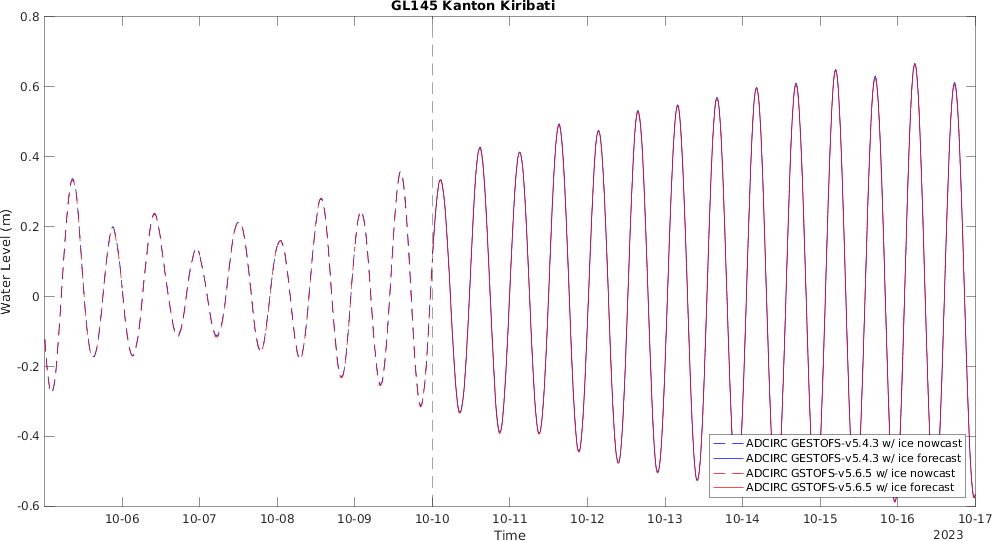 GL145 Kanton Kiribati
Water Level (m)
0.8
0.6
0.4
0.2
0
-0.2
-0.4
-0.6
ADCIRC GESTOFS-v5.4.3 w/ ice nowcast
ADCIRC GESTOFS-v5.4.3 w/ ice forecast
ADCIRC GSTOFS-v5.6.5 w/ ice nowcast
ADCIRC GSTOFS-v5.6.5 w/ ice forecast
10-06 10-07 10-08 10-09 10-10 10-11 10-12 10-13 10-14 10-15 10-16 10-17
Time
2023